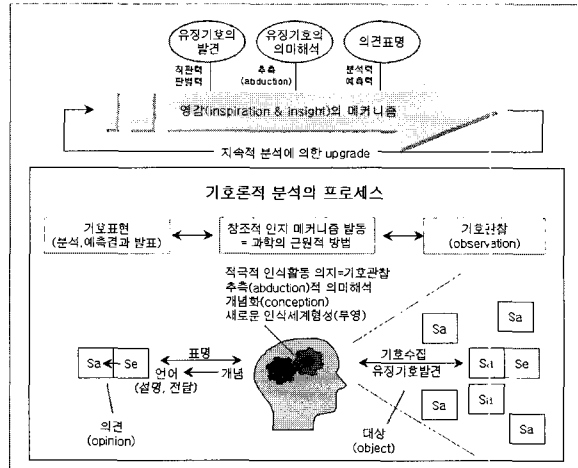 유징기호의
발견
유징기호의
의미해석
의견표명
직관력
판별력
추측
(abduction)
분석력
예측력
영감(inspiration & insight)의 메커니즘
지속적 분석에 의한 upgrade
기호론적 분석의 프로세스
기호표현
(분석,예측결과 발표)
창조적 인지 메커니즘 발동
= 과학의 근원적 방법
기호관찰
(observation)
적극적 인식활동 의지=기호관찰
추측(abduction)적 의미해석
개념화(conception)
새로운 인식세계형성(투영)
Sa
Sa
표명
Sa Se
언어
개념
(설명, 전달)
기호수집
유징기호발견
Sd Se
Sd
의견
(opinion)
대상
(object)
Sa
Sa